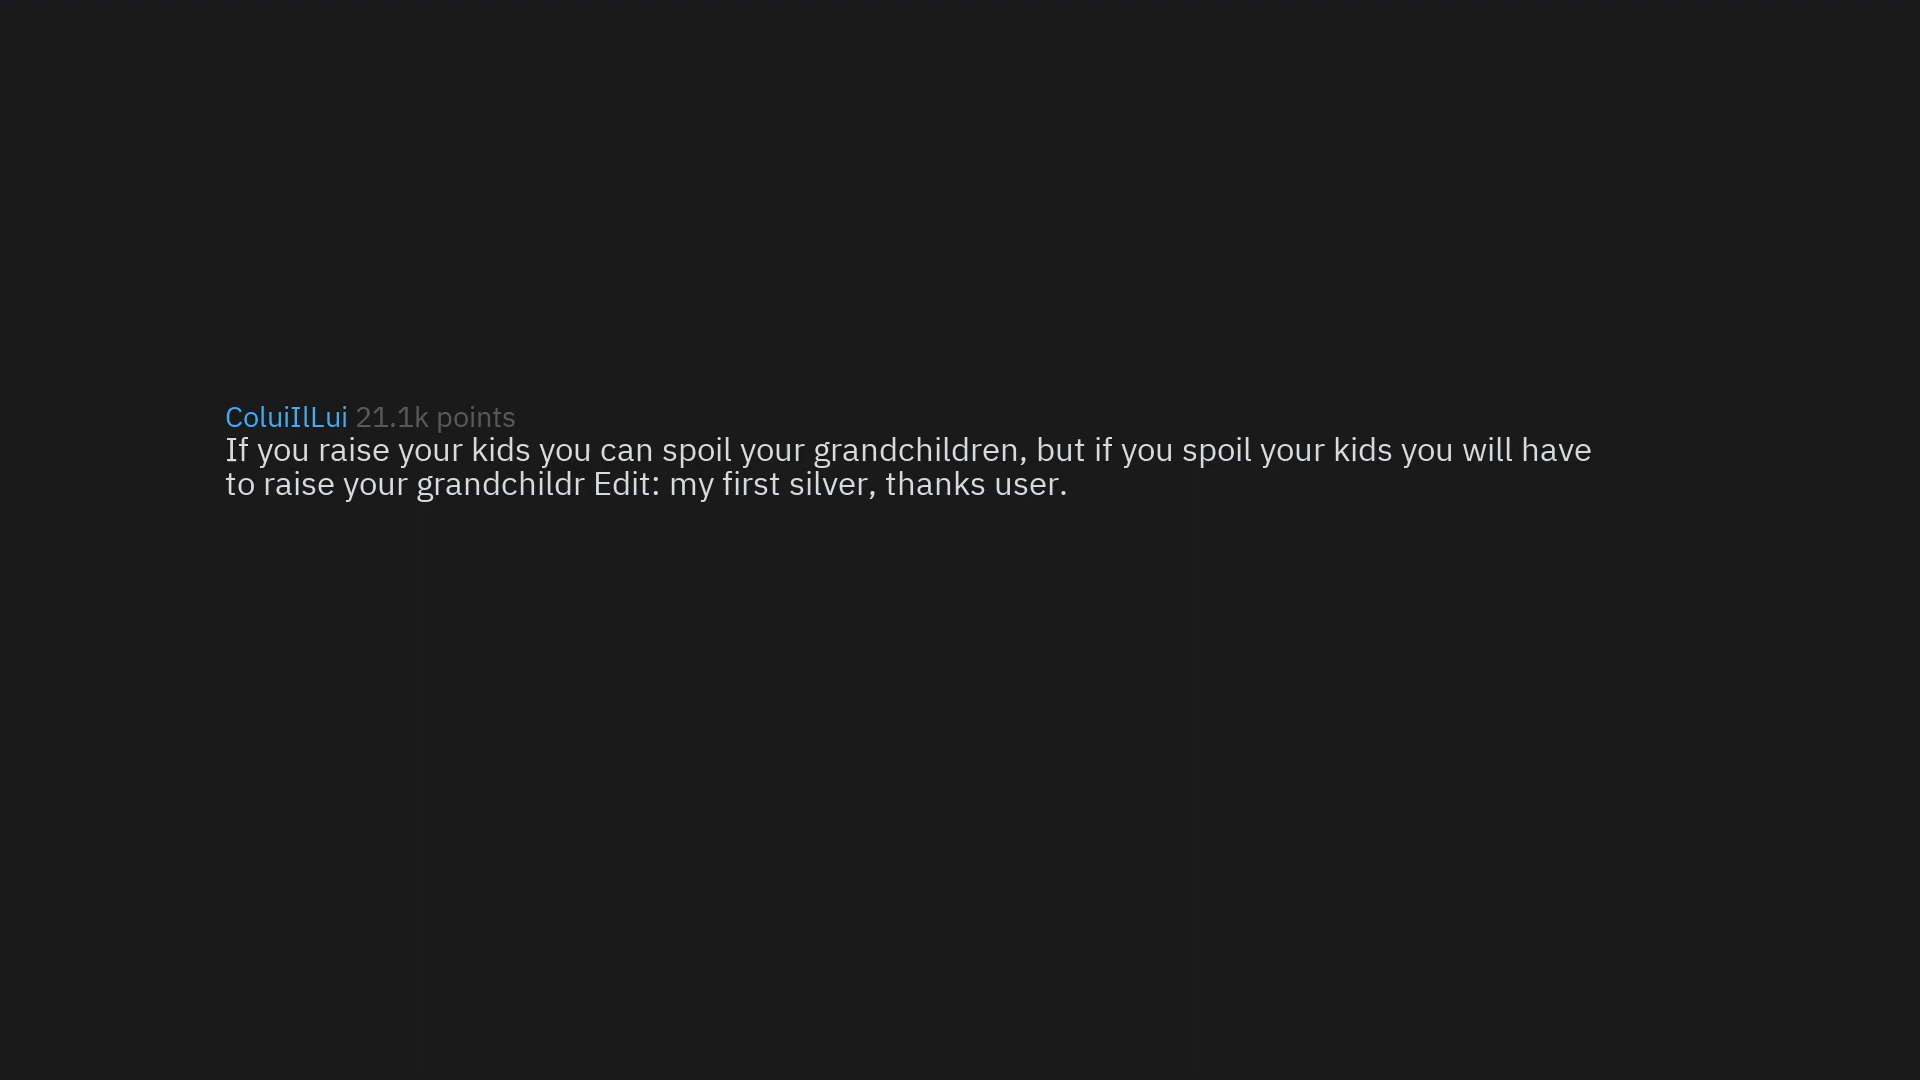 ColuiIlLui 21.1k points
If you raise your kids you can spoil your grandchildren, but if you spoil your kids you will have
to raise your grandchildr Edit: my first silver, thanks user.